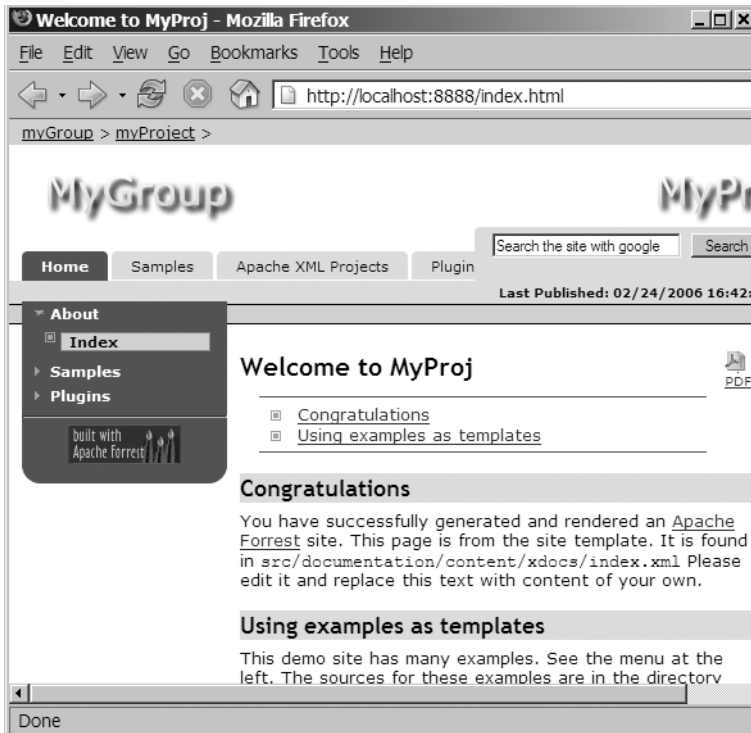 Welcome to MyProj - Mozilla Firefox
File Edit View Go Bookmarks Tools Help
http://localhost:8888/index.html
myGroup > myProject >
MyGroup
MyPr
Search the site with google Search
Home Samples Apache XML Projects Plugin
Last Published: 02/24/2006 16:42:
About
Index
Samples
Plugins
built with
Apache Forrest
Welcome to MyProj
PDF
Congratulations
Using examples as templates
Congratulations
You have successfully generated and rendered an Apache
Forrest site. This page is from the site template. It is found
in src/documentation/content/xdocs/index.xml Please
edit it and replace this text with content of your own.
Using examples as templates
This demo site has many examples. See the menu at the
left. The sources for these examples are in the directory
Done